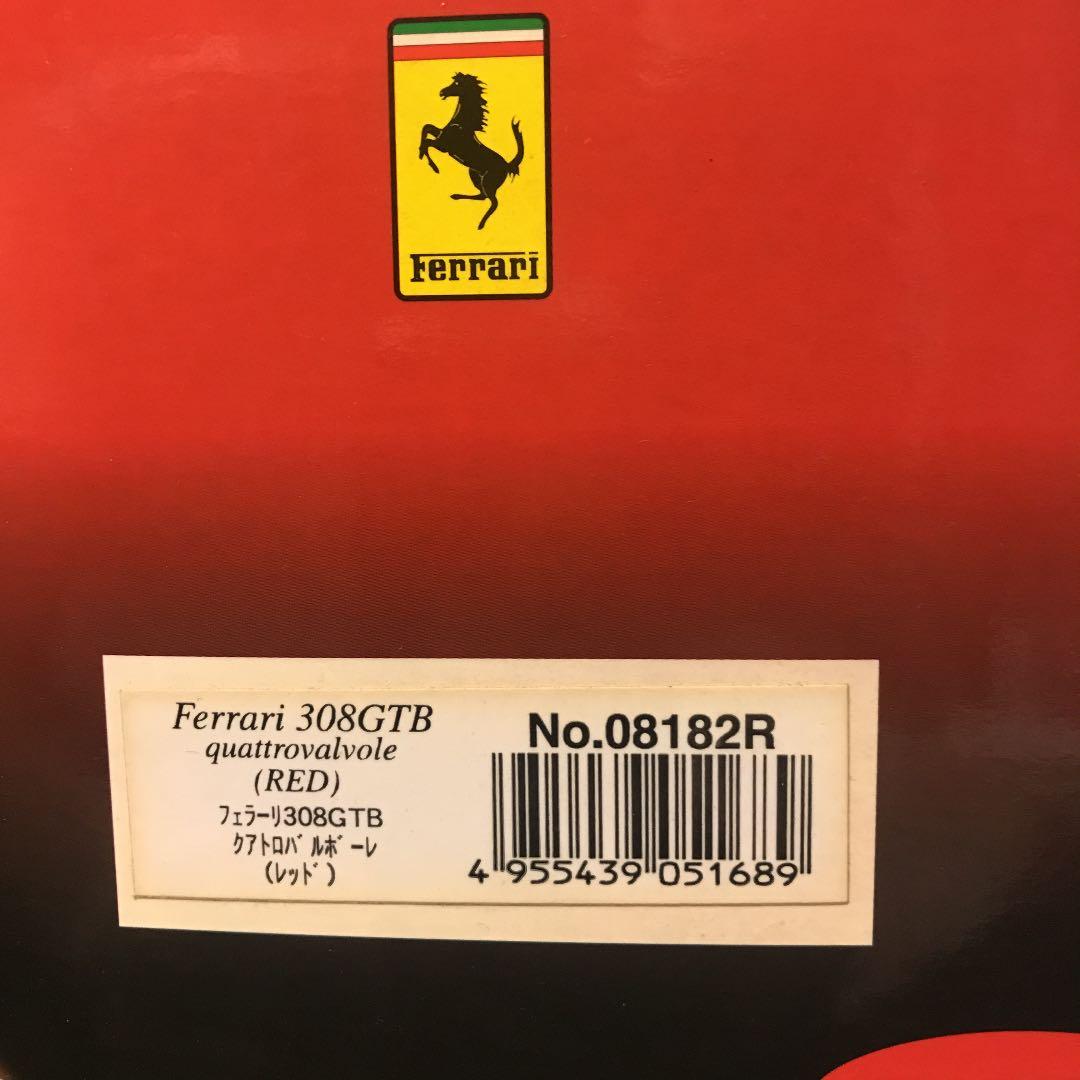 Ferrari
Ferrari 308GTB
quattrovalvole
(RED)
ﾌｪﾗｰﾘ308GTB
ｸｱﾄﾛﾊﾞﾙﾎﾞｰﾚ
(ﾚｯﾄﾞ)
No.08182R
4 955439 051689